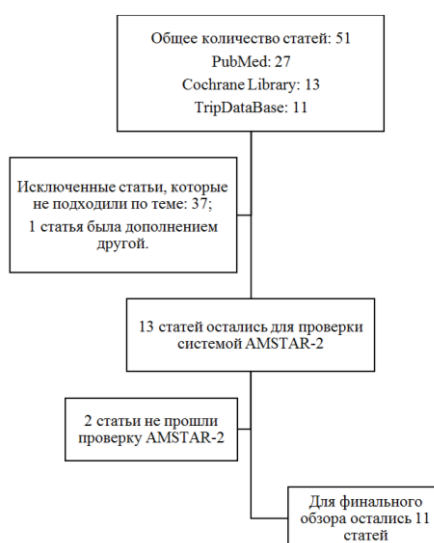 Общее количество статей: 51
PubMed: 27
Cochrane Library: 13
TripDataBase: 11
Исключенные статьи, которые
не подходили по теме: 37;
1 статья была дополнением
другой.
13 статей остались для проверки
системой AMSTAR-2
2 статьи не прошли
проверку AMSTAR-2
Для финального
обзора остались 11
статей